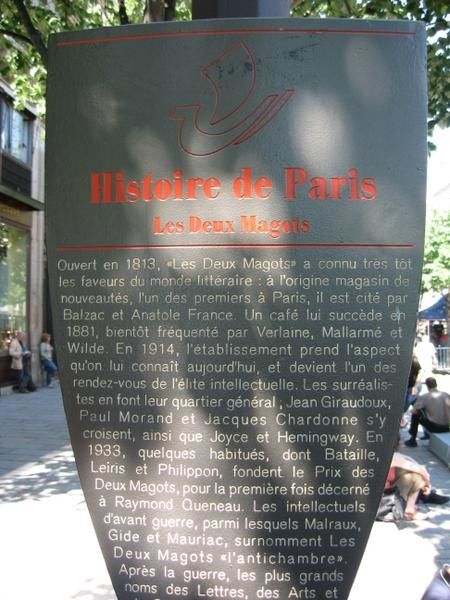 Histoire de Paris
Les Deux Magots
Ouvert en 1813, «Les Deux Magots» a connu très tôt
les faveurs du monde littéraire : à l'origine magasin de
nouveautés, l'un des premiers à Paris, il est cité par
Balzac et Anatole France. Un café lui succède en
1881, bientôt fréquenté par Verlaine, Mallarmé et
Wilde. En 1914, l'établissement prend l'aspect
qu'on lui connaît aujourd'hui, et devient l'un des
rendez-vous de l'élite intellectuelle. Les surréalis-
tes en font leur quartier général ; Jean Giraudoux,
Paul Morand et Jacques Chardonne s'y
croisent, ainsi que Joyce et Hemingway. En
1933, quelques habitués, dont Bataille,
Leiris et Philippon, fondent le Prix des
Deux Magots, pour la première fois décerné
à Raymond Queneau. Les intellectuels
d'avant guerre, parmi lesquels Malraux,
Gide et Mauriac, surnomment Les
Deux Magots «l'antichambre».
Après la guerre, les plus grands
noms des Lettres, des Arts et